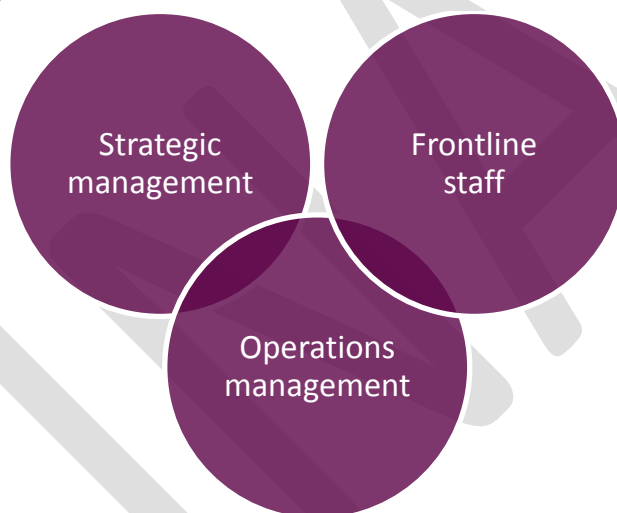 Strategic
management
Frontline
staff
Operations
management